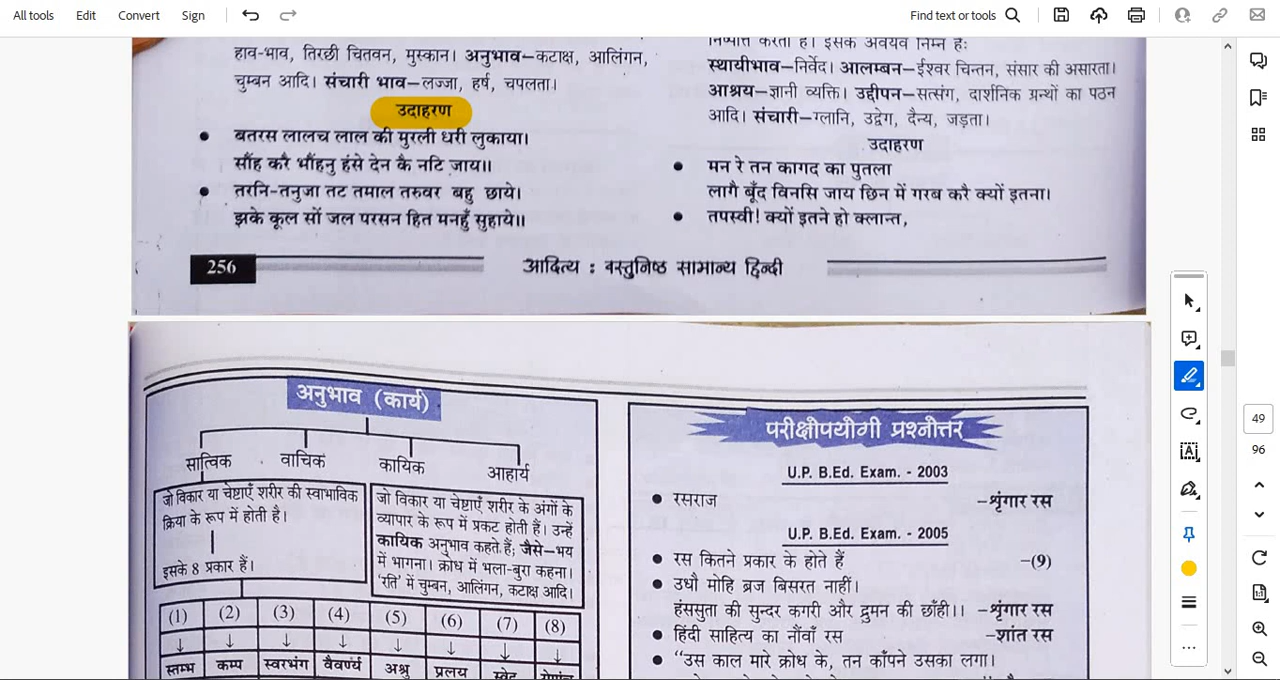 All tools Edit Convert Sign Find text or tools
हाव-भाव, तिरछी चितवन, मुस्कान। अनुभाव–कटाक्ष, आलिंगन,
चुम्बन आदि। संचारी भाव–लज्जा, हर्ष, चपलता।
उदाहरण
• बतरस लालच लाल की मुरली धरी लुकाया।
सौंह करै भौंहनु हंसे देन कै नटि जाय॥
• तरनि-तनुजा तट तमाल तरुवर बहु छाये।
झके कूल सों जल परसन हित मनहुँ सुहाये॥
निष्पत्ति करता है। इसके अवयव निम्न हैः
स्थायीभाव–निर्वेद। आलम्बन–ईश्वर चिन्तन, संसार की असारता।
आश्रय–ज्ञानी व्यक्ति। उद्दीपन–सत्संग, दार्शनिक ग्रन्थों का पठन
आदि। संचारी–ग्लानि, उद्वेग, दैन्य, जड़ता।
उदाहरण
• मन रे तन कागद का पुतला
लागै बूँद विनसि जाय छिन में गरब करै क्यों इतना।
• तपस्वी! क्यों इतने हो क्लान्त,
256 आदित्य : वस्तुनिष्ठ सामान्य हिन्दी
अनुभाव (कार्य)
सात्विक वाचिक कायिक आहार्य
जो विकार या चेष्टाएँ शरीर की स्वाभाविक
क्रिया के रूप में होती है।
इसके 8 प्रकार हैं।
जो विकार या चेष्टाएँ शरीर के अंगों के
व्यापार के रूप में प्रकट होती हैं। उन्हें
कायिक अनुभाव कहते हैं; जैसे–भय
में भागना। क्रोध में भला-बुरा कहना।
'रति' में चुम्बन, आलिंगन, कटाक्ष आदि।
(1) (2) (3) (4) (5) (6) (7) (8)
↓ ↓ ↓ ↓ ↓ ↓ ↓ ↓
स्तम्भ कम्प स्वरभंग वैवर्ण्य अश्रु प्रलय स्वेद
परीक्षोपयोगी प्रश्नोत्तर
U.P. B.Ed. Exam. - 2003
• रसराज –श्रृंगार रस
U.P. B.Ed. Exam. - 2005
• रस कितने प्रकार के होते हैं –(9)
• उधौ मोहि ब्रज बिसरत नाहीं।
हंससुता की सुन्दर कगरी और द्रुमन की छाँही।। –श्रृंगार रस
• हिंदी साहित्य का नौंवाँ रस –शांत रस
• "उस काल मारे क्रोध के, तन काँपने उसका लगा।
49
96